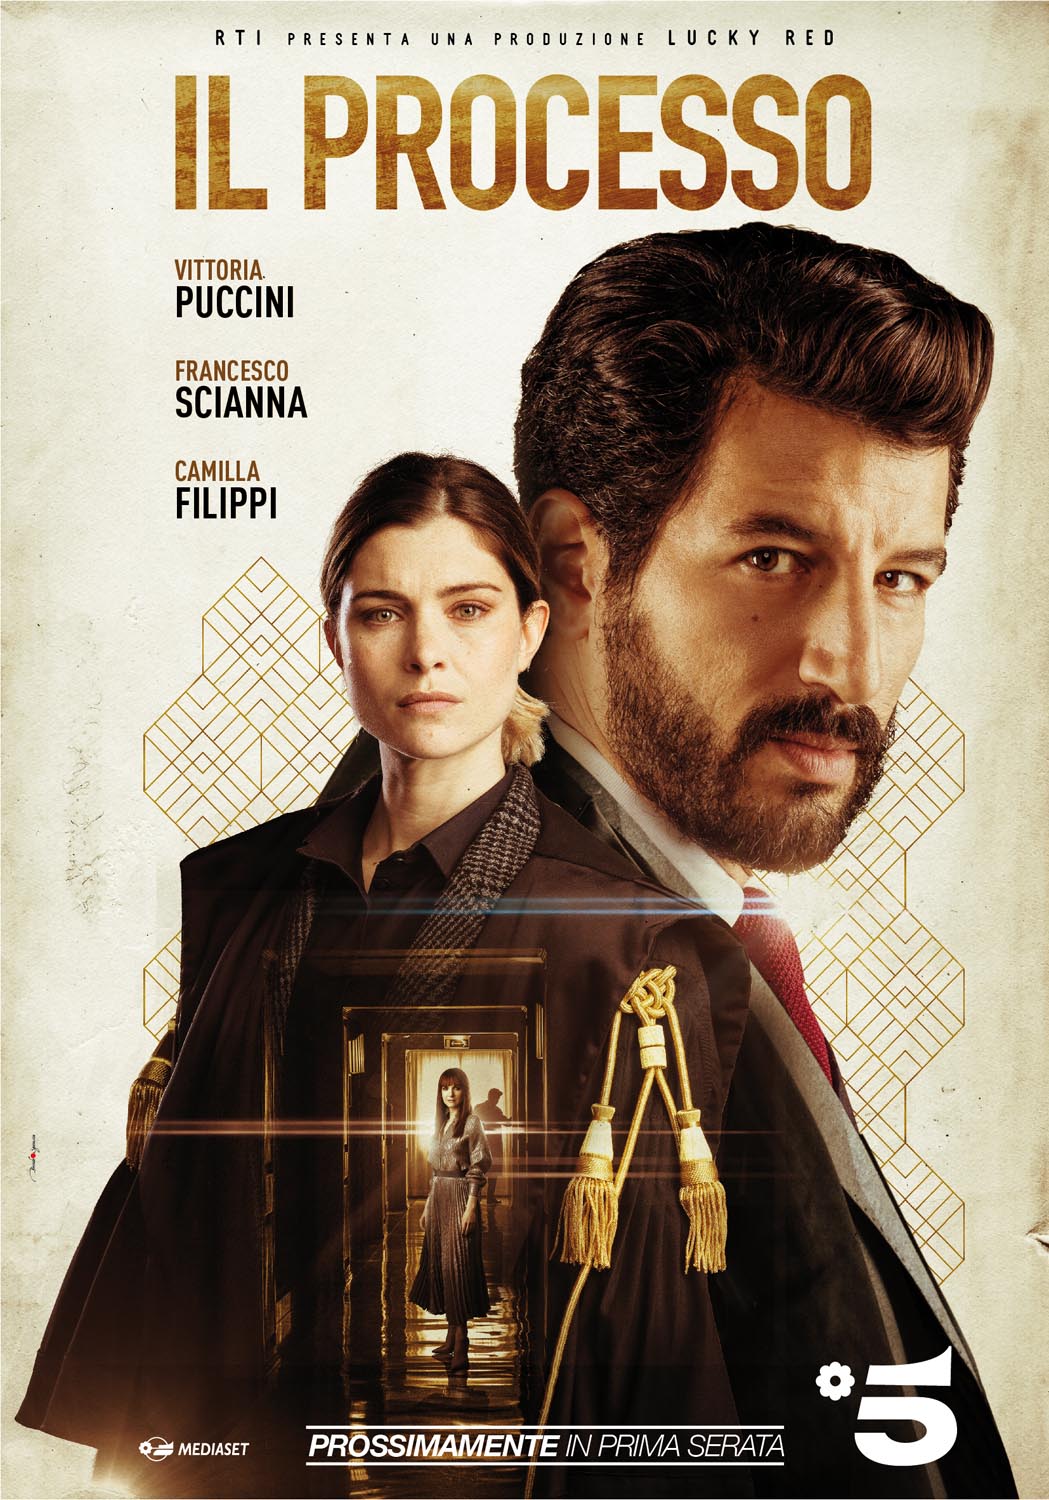 RTI PRESENTA UNA PRODUZIONE LUCKY RED
IL PROCESSO
VITTORIA
PUCCINI
FRANCESCO
SCIANNA
CAMILLA
FILIPPI
5
MEDIASET
PROSSIMAMENTE IN PRIMA SERATA